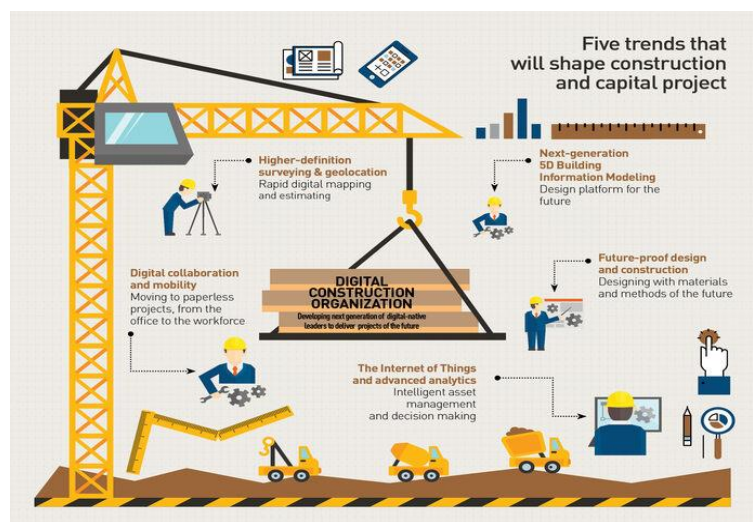 Five trends that
will shape construction
and capital project
Higher-definition
surveying & geolocation
Rapid digital mapping
and estimating
Next-generation
5D Building
Information Modeling
Design platform for the
future
Digital collaboration
and mobility
Moving to paperless
projects, from the
office to the workforce
DIGITAL
CONSTRUCTION
ORGANIZATION
Developing next generation of digital-native
leaders to deliver projects of the future
Future-proof design
and construction
Designing with materials
and methods of the future
The Internet of Things
and advanced analytics
Intelligent asset
management
and decision making